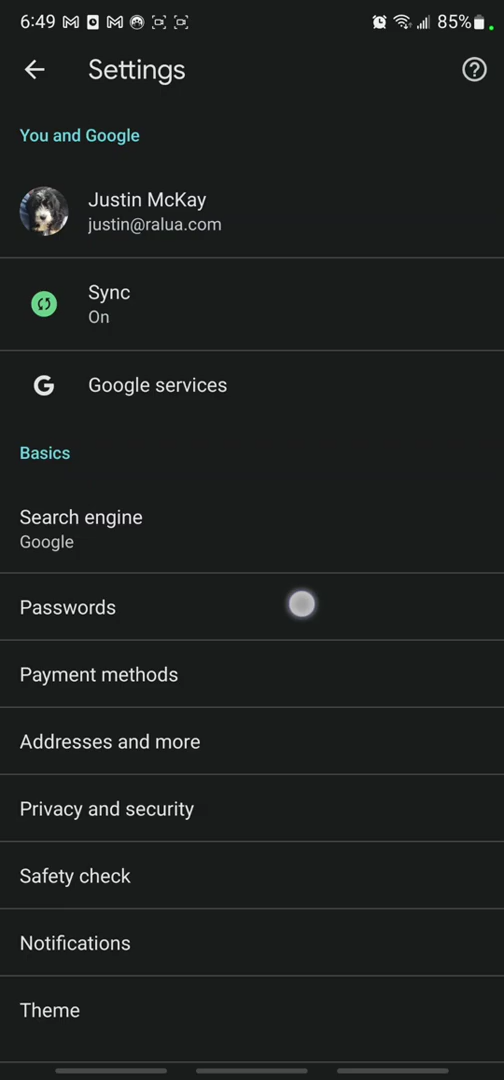 6:49 85%
Settings
You and Google
Justin McKay
justin@ralua.com
Sync
On
G Google services
Basics
Search engine
Google
Passwords
Payment methods
Addresses and more
Privacy and security
Safety check
Notifications
Theme